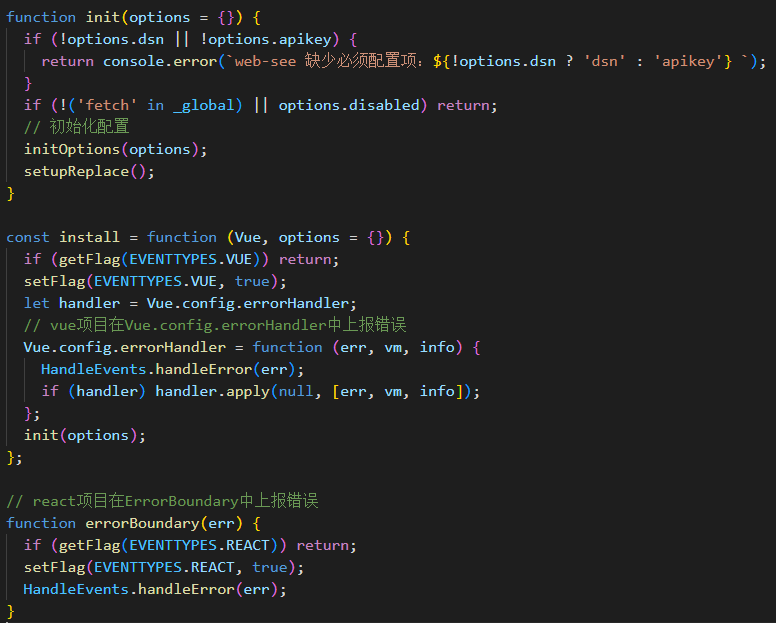 function init(options = {}) {
  if (!options.dsn || !options.apikey) {
    return console.error(`web-see 缺少必须配置项：${!options.dsn ? 'dsn' : 'apikey'} `);
  }
  if (!('fetch' in _global) || options.disabled) return;
  // 初始化配置
  initOptions(options);
  setupReplace();
}

const install = function (Vue, options = {}) {
  if (getFlag(EVENTTYPES.VUE)) return;
  setFlag(EVENTTYPES.VUE, true);
  let handler = Vue.config.errorHandler;
  // vue项目在Vue.config.errorHandler中上报错误
  Vue.config.errorHandler = function (err, vm, info) {
    HandleEvents.handleError(err);
    if (handler) handler.apply(null, [err, vm, info]);
  };
  init(options);
};

// react项目在ErrorBoundary中上报错误
function errorBoundary(err) {
  if (getFlag(EVENTTYPES.REACT)) return;
  setFlag(EVENTTYPES.REACT, true);
  HandleEvents.handleError(err);
}